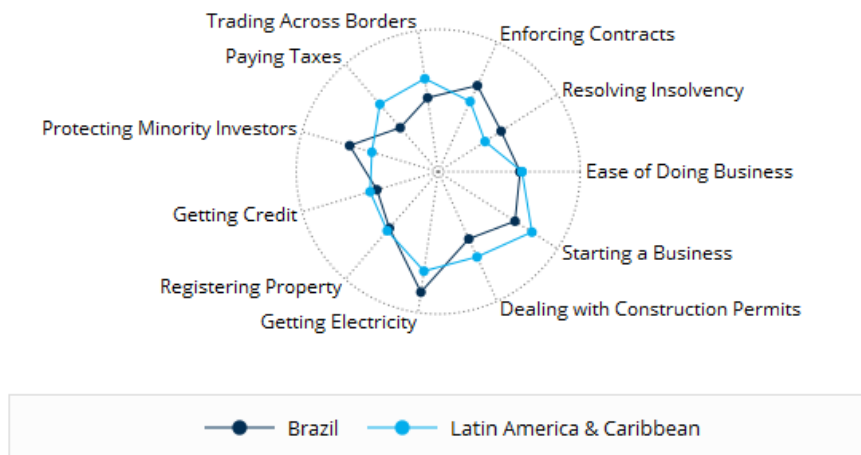 Trading Across Borders
Enforcing Contracts
Paying Taxes
Resolving Insolvency
Protecting Minority Investors
Ease of Doing Business
Getting Credit
Starting a Business
Registering Property
Dealing with Construction Permits
Getting Electricity
Brazil
Latin America & Caribbean